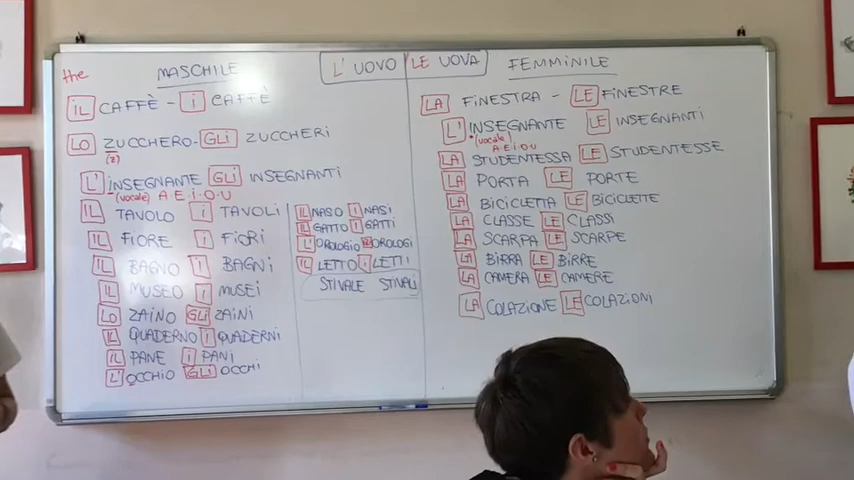 the
MASCHILE
L' UOVO LE UOVA
FEMMINILE
IL CAFFÈ - I CAFFÈ
LO ZUCCHERO - GLI ZUCCHERI
(z)
L' INSEGNANTE GLI INSEGNANTI
(vocale) A-E-I-O-U
IL TAVOLO I TAVOLI
IL FIORE I FIORI
IL BAGNO I BAGNI
IL MUSEO I MUSEI
LO ZAINO GLI ZAINI
IL QUADERNO I QUADERNI
IL PANE I PANI
L' OCCHIO GLI OCCHI
IL NASO I NASI
IL GATTO I GATTI
L' OROLOGIO OROLOGI
IL LETTO I LETTI
STIVALE STIVALI
LA FINESTRA - LE FINESTRE
L' INSEGNANTE LE INSEGNANTI
(vocale)
A-E-I-O-U
LA STUDENTESSA LE STUDENTESSE
LA PORTA LE PORTE
LA BICICLETTA LE BICICLETTE
LA CLASSE LE CLASSI
LA SCARPA LE SCARPE
LA BIRRA LE BIRRE
LA CAMERA LE CAMERE
LA COLAZIONE LE COLAZIONI